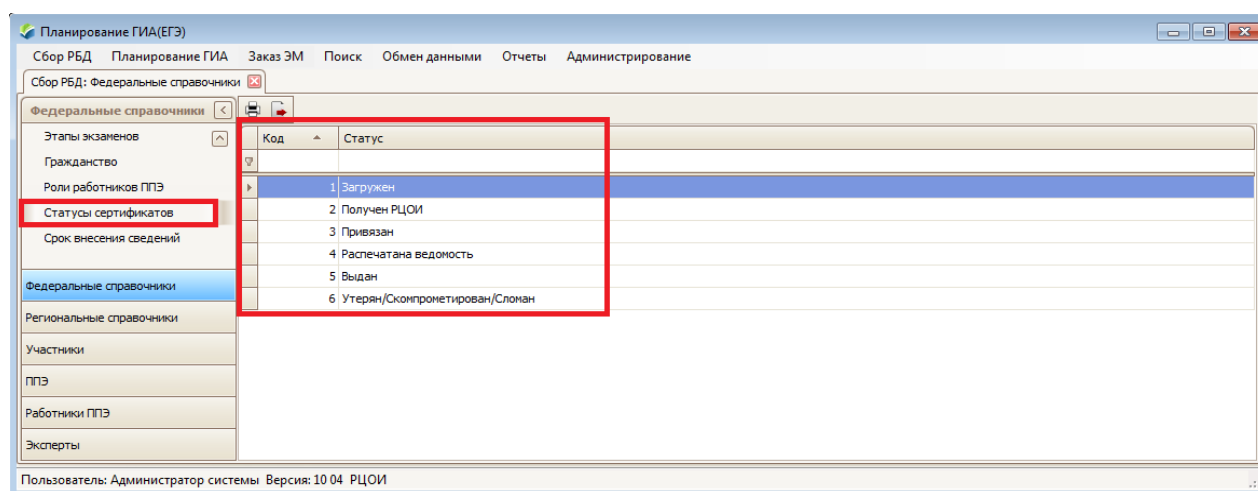 Планирование ГИА(ЕГЭ)
Сбор РБД Планирование ГИА Заказ ЭМ Поиск Обмен данными Отчеты Администрирование
Сбор РБД: Федеральные справочники
Федеральные справочники
Этапы экзаменов
Гражданство
Роли работников ППЭ
Статусы сертификатов
Срок внесения сведений
Федеральные справочники
Региональные справочники
Участники
ППЭ
Работники ППЭ
Эксперты
Код Статус
1 Загружен
2 Получен РЦОИ
3 Привязан
4 Распечатана ведомость
5 Выдан
6 Утерян/Скомпрометирован/Сломан
Пользователь: Администратор системы Версия: 10 04 РЦОИ